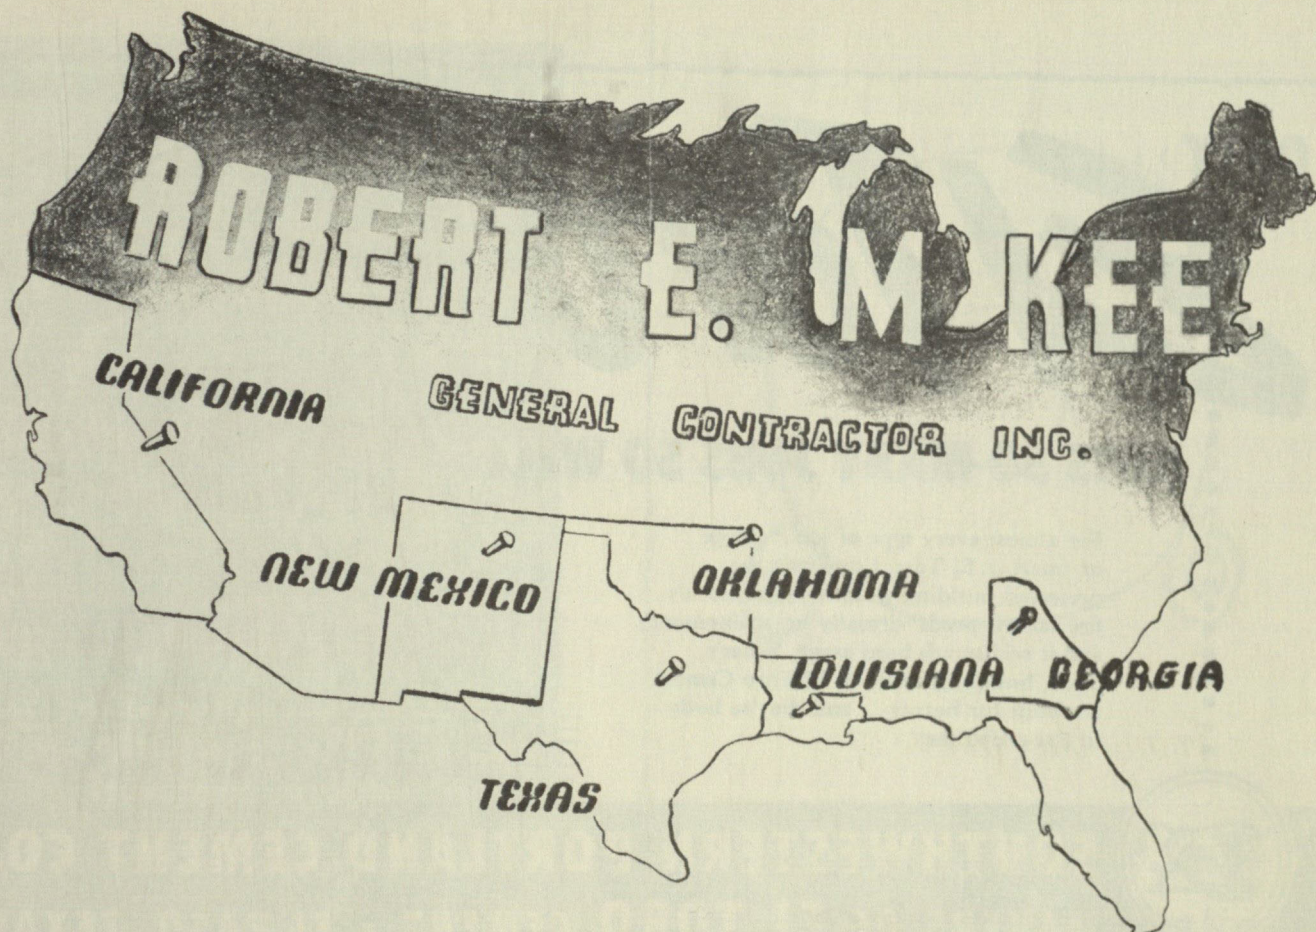 ROBERT E. M KEE
CALIFORNIA
GENERAL CONTRACTOR INC.
NEW MEXICO
OKLAHOMA
LOUISIANA
GEORGIA
TEXAS